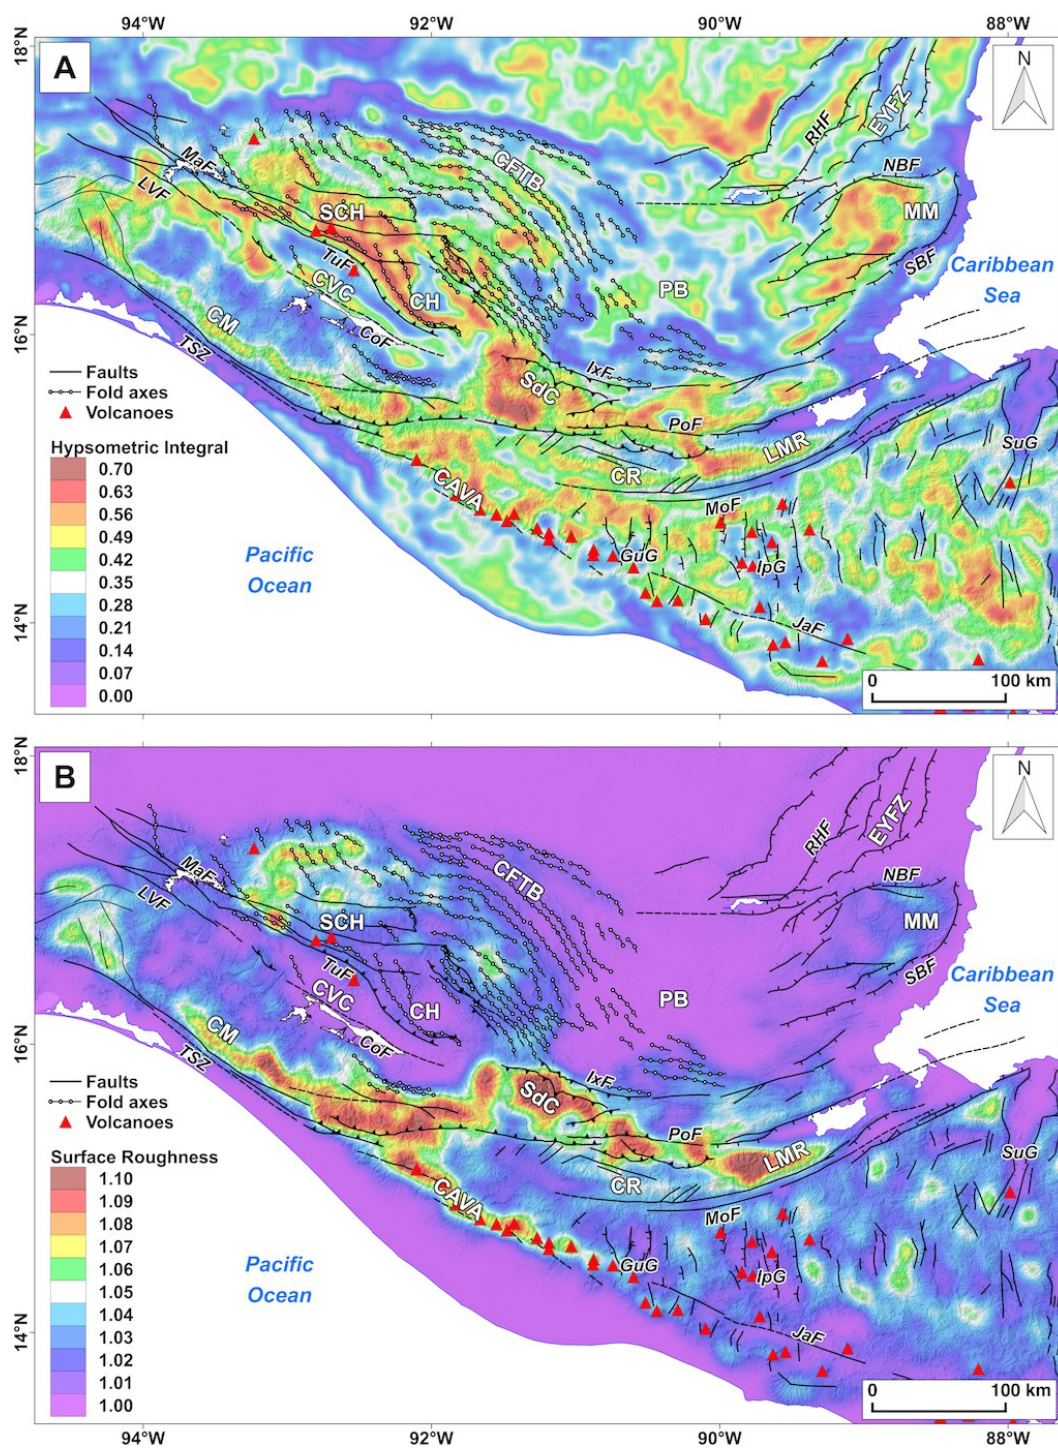 94°W 92°W 90°W 88°W
18°N
A
N
RHF
EYFZ
CFTB
NBF
MaF
LVF
SCH
MM
SBF
Caribbean
Sea
TuF
CVC
CH
PB
CM
16°N
CoF
TSZ
IxF
Faults
Fold axes
Volcanoes
SdC
PoF
Hypsometric Integral
0.70
0.63
0.56
0.49
0.42
0.35
0.28
0.21
0.14
0.07
0.00
LMR
SuG
CR
CAVA
MoF
Pacific
Ocean
GuG
IpG
14°N
JaF
0 100 km
18°N
B
N
RHF
EYFZ
CFTB
NBF
MaF
LVF
SCH
MM
SBF
Caribbean
Sea
TuF
CVC
CH
PB
CM
16°N
CoF
TSZ
IxF
Faults
Fold axes
Volcanoes
SdC
PoF
Surface Roughness
1.10
1.09
1.08
1.07
1.06
1.05
1.04
1.03
1.02
1.01
1.00
LMR
SuG
CR
CAVA
MoF
Pacific
Ocean
GuG
IpG
14°N
JaF
0 100 km
94°W 92°W 90°W 88°W